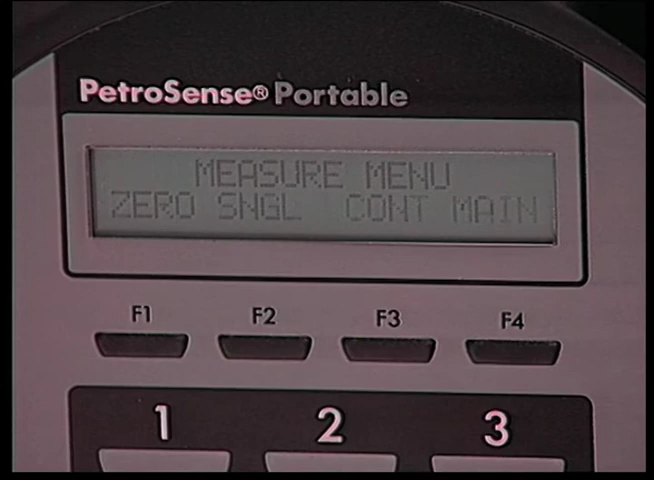 PetroSense® Portable
MEASURE MENU
ZERO SNGL CONT MAIN
F1 F2 F3 F4
1 2 3